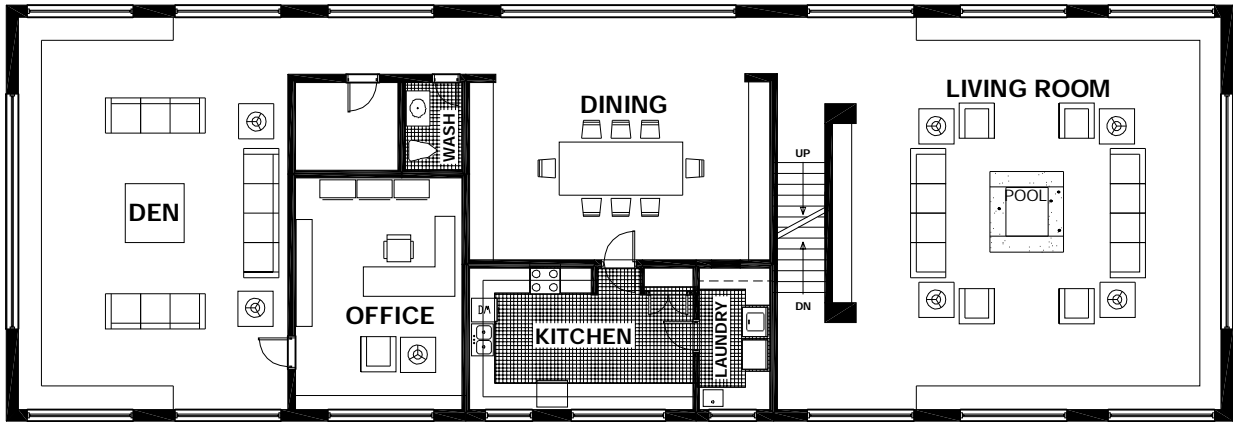 LIVING ROOM
DINING
WASH
UP
DEN
POOL
OFFICE
DN
KITCHEN
LAUNDRY
DW